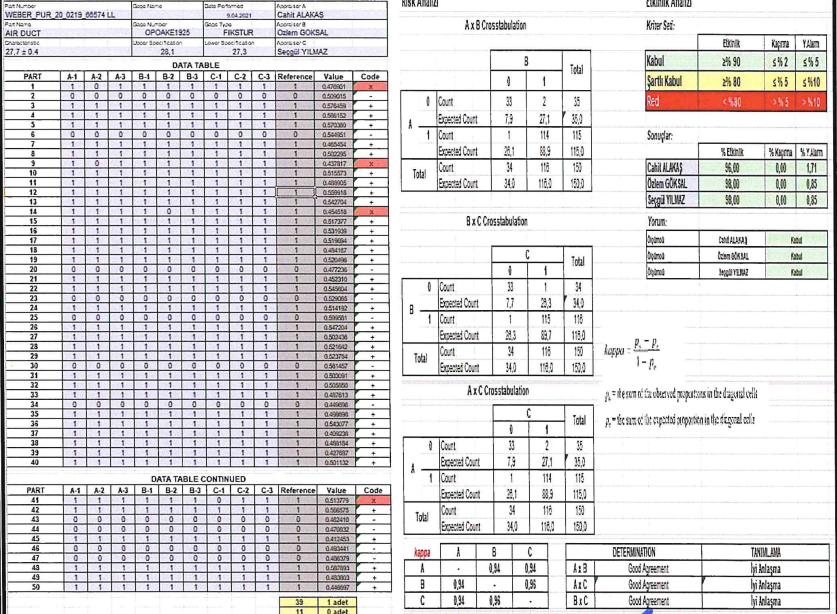 Part Number Gage Name Date Performed Appraiser A
WEBER_PUR_20_0219_66574 LL 9.04.2021 Cahit ALAKAŞ
Part Name Gage Number Gage Type Appraiser B
AIR DUCT OPOAKE1925 FIKSTUR Özlem GÖKSAL
Characteristic Upper Specification Lower Specification Appraiser C
27,7 ± 0.4 28,1 27,3 Seçgül YILMAZ
DATA TABLE
PART A-1 A-2 A-3 B-1 B-2 B-3 C-1 C-2 C-3 Reference Value Code
1 1 0 1 1 1 1 1 1 1 1 0.476901 x
2 0 0 0 0 0 0 0 0 0 0 0.509015 -
3 1 1 1 1 1 1 1 1 1 1 0.576459 +
4 1 1 1 1 1 1 1 1 1 1 0.566152 +
5 1 1 1 1 1 1 1 1 1 1 0.570360 +
6 0 0 0 0 0 0 0 0 0 0 0.544951 -
7 1 1 1 1 1 1 1 1 1 1 0.465454 +
8 1 1 1 1 1 1 1 1 1 1 0.502295 +
9 1 0 1 1 1 1 1 1 1 1 0.437817 x
10 1 1 1 1 1 1 1 1 1 1 0.515573 +
11 1 1 1 1 1 1 1 1 1 1 0.488905 +
12 1 1 1 1 1 1 1 1 1 1 0.559918 +
13 1 1 1 1 1 1 1 1 1 1 0.542704 +
14 1 1 1 1 0 1 1 1 1 1 0.454518 x
15 1 1 1 1 1 1 1 1 1 1 0.517377 +
16 1 1 1 1 1 1 1 1 1 1 0.531939 +
17 1 1 1 1 1 1 1 1 1 1 0.519694 +
18 1 1 1 1 1 1 1 1 1 1 0.484167 +
19 1 1 1 1 1 1 1 1 1 1 0.520496 +
20 0 0 0 0 0 0 0 0 0 0 0.477236 -
21 1 1 1 1 1 1 1 1 1 1 0.452310 +
22 1 1 1 1 1 1 1 1 1 1 0.545604 +
23 0 0 0 0 0 0 0 0 0 0 0.529065 -
24 1 1 1 1 1 1 1 1 1 1 0.514192 +
25 0 0 0 0 0 0 0 0 0 0 0.599581 -
26 1 1 1 1 1 1 1 1 1 1 0.547204 +
27 1 1 1 1 1 1 1 1 1 1 0.502436 +
28 1 1 1 1 1 1 1 1 1 1 0.521642 +
29 1 1 1 1 1 1 1 1 1 1 0.523754 +
30 0 0 0 0 0 0 0 0 0 0 0.561457 -
31 1 1 1 1 1 1 1 1 1 1 0.503091 +
32 1 1 1 1 1 1 1 1 1 1 0.505850 +
33 1 1 1 1 1 1 1 1 1 1 0.487613 +
34 0 0 0 0 0 0 0 0 0 0 0.449696 -
35 1 1 1 1 1 1 1 1 1 1 0.498698 +
36 1 1 1 1 1 1 1 1 1 1 0.543077 +
37 1 1 1 1 1 1 1 1 1 1 0.409238 +
38 1 1 1 1 1 1 1 1 1 1 0.488184 +
39 1 1 1 1 1 1 1 1 1 1 0.427687 +
40 1 1 1 1 1 1 1 1 1 1 0.501132 +
DATA TABLE CONTINUED
PART A-1 A-2 A-3 B-1 B-2 B-3 C-1 C-2 C-3 Reference Value Code
41 1 1 1 1 1 1 0 1 1 1 0.513779 x
42 1 1 1 1 1 1 1 1 1 1 0.566575 +
43 0 0 0 0 0 0 0 0 0 0 0.462410 -
44 0 0 0 0 0 0 0 0 0 0 0.470832 -
45 1 1 1 1 1 1 1 1 1 1 0.412453 +
46 0 0 0 0 0 0 0 0 0 0 0.493441 -
47 0 0 0 0 0 0 0 0 0 0 0.486379 -
48 1 1 1 1 1 1 1 1 1 1 0.587893 +
49 1 1 1 1 1 1 1 1 1 1 0.483803 +
50 1 1 1 1 1 1 1 1 1 1 0.446697 +
39 1 adet
11 0 adet
Risk Analizi
A x B Crosstabulation
B Total
0 1
A 0 Count 33 2 35
Expected Count 7,9 27,1 35,0
1 Count 1 114 115
Expected Count 26,1 88,9 115,0
Total Count 34 116 150
Expected Count 34,0 116,0 150,0
B x C Crosstabulation
C Total
0 1
B 0 Count 33 1 34
Expected Count 7,7 26,3 34,0
1 Count 1 115 116
Expected Count 26,3 89,7 116,0
Total Count 34 116 150
Expected Count 34,0 116,0 150,0
A x C Crosstabulation
C Total
0 1
A 0 Count 33 2 35
Expected Count 7,9 27,1 35,0
1 Count 1 114 115
Expected Count 26,1 88,9 115,0
Total Count 34 116 150
Expected Count 34,0 116,0 150,0
kappa A B C
A - 0,94 0,94
B 0,94 - 0,96
C 0,94 0,96 -
Etkinlik Analizi
Kriter Seti:
Etkinlik Kaçırma Y.Alarm
Kabul ≥% 90 ≤% 2 ≤% 5
Şartlı Kabul ≥% 80 ≤% 5 ≤%10
Red < %80 > % 5 > %10
Sonuçlar:
% Etkinlik % Kaçırma % Y.Alarm
Cahil ALAKAŞ 96,00 0,00 1,71
Özlem GÖKSAL 98,00 0,00 0,85
Seçgül YILMAZ 98,00 0,00 0,85
Yorum:
Ölçümcü Cahit ALAKAŞ Kabul
Ölçümcü Özlem GÖKSAL Kabul
Ölçümcü Seçgül YILMAZ Kabul
kappa = (pₒ − pₑ) / (1 − pₑ)
pₒ = the sum of the observed proportions in the diagonal cells
pₑ = the sum of the expected proportion in the diagonal cells
DETERMINATION TANIMLAMA
A x B Good Agreement İyi Anlaşma
A x C Good Agreement İyi Anlaşma
B x C Good Agreement İyi Anlaşma